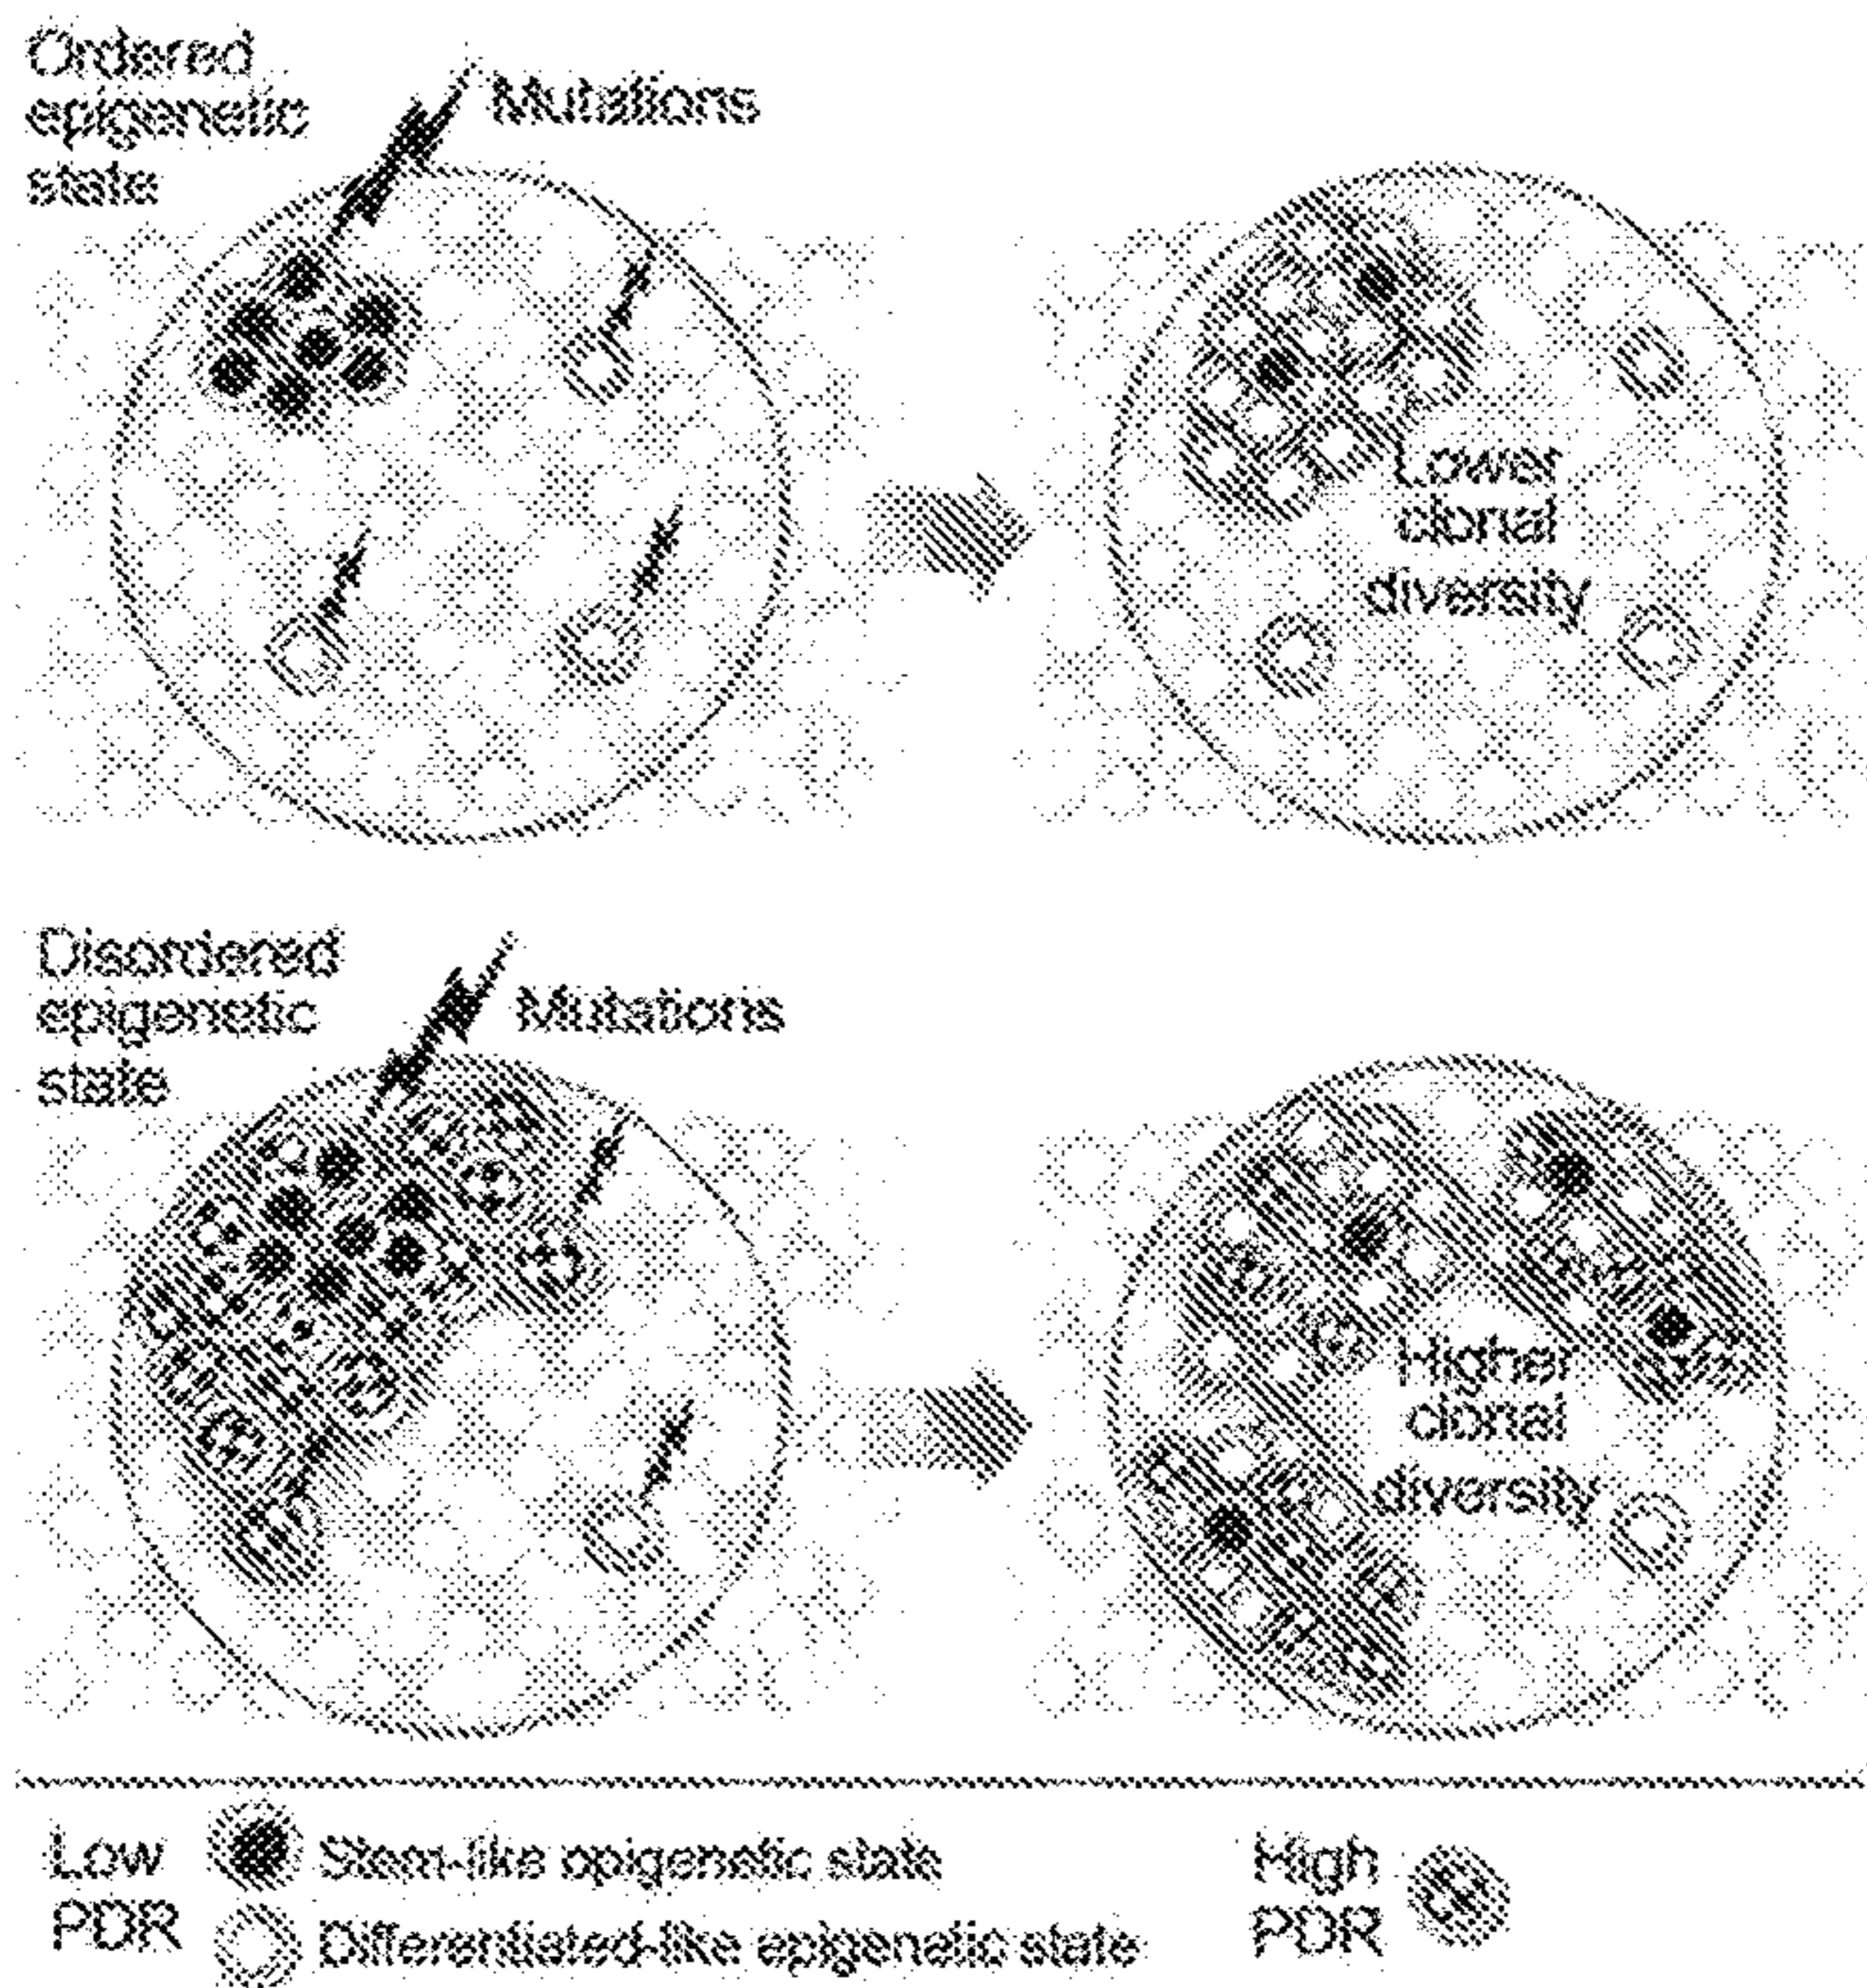 Ordered
epigenetic
state
Mutations
Lower
clonal
diversity
Disordered
epigenetic
state
Mutations
Higher
clonal
diversity
Low
PDR
Stem-like epigenetic state
Differentiated-like epigenetic state
High
PDR